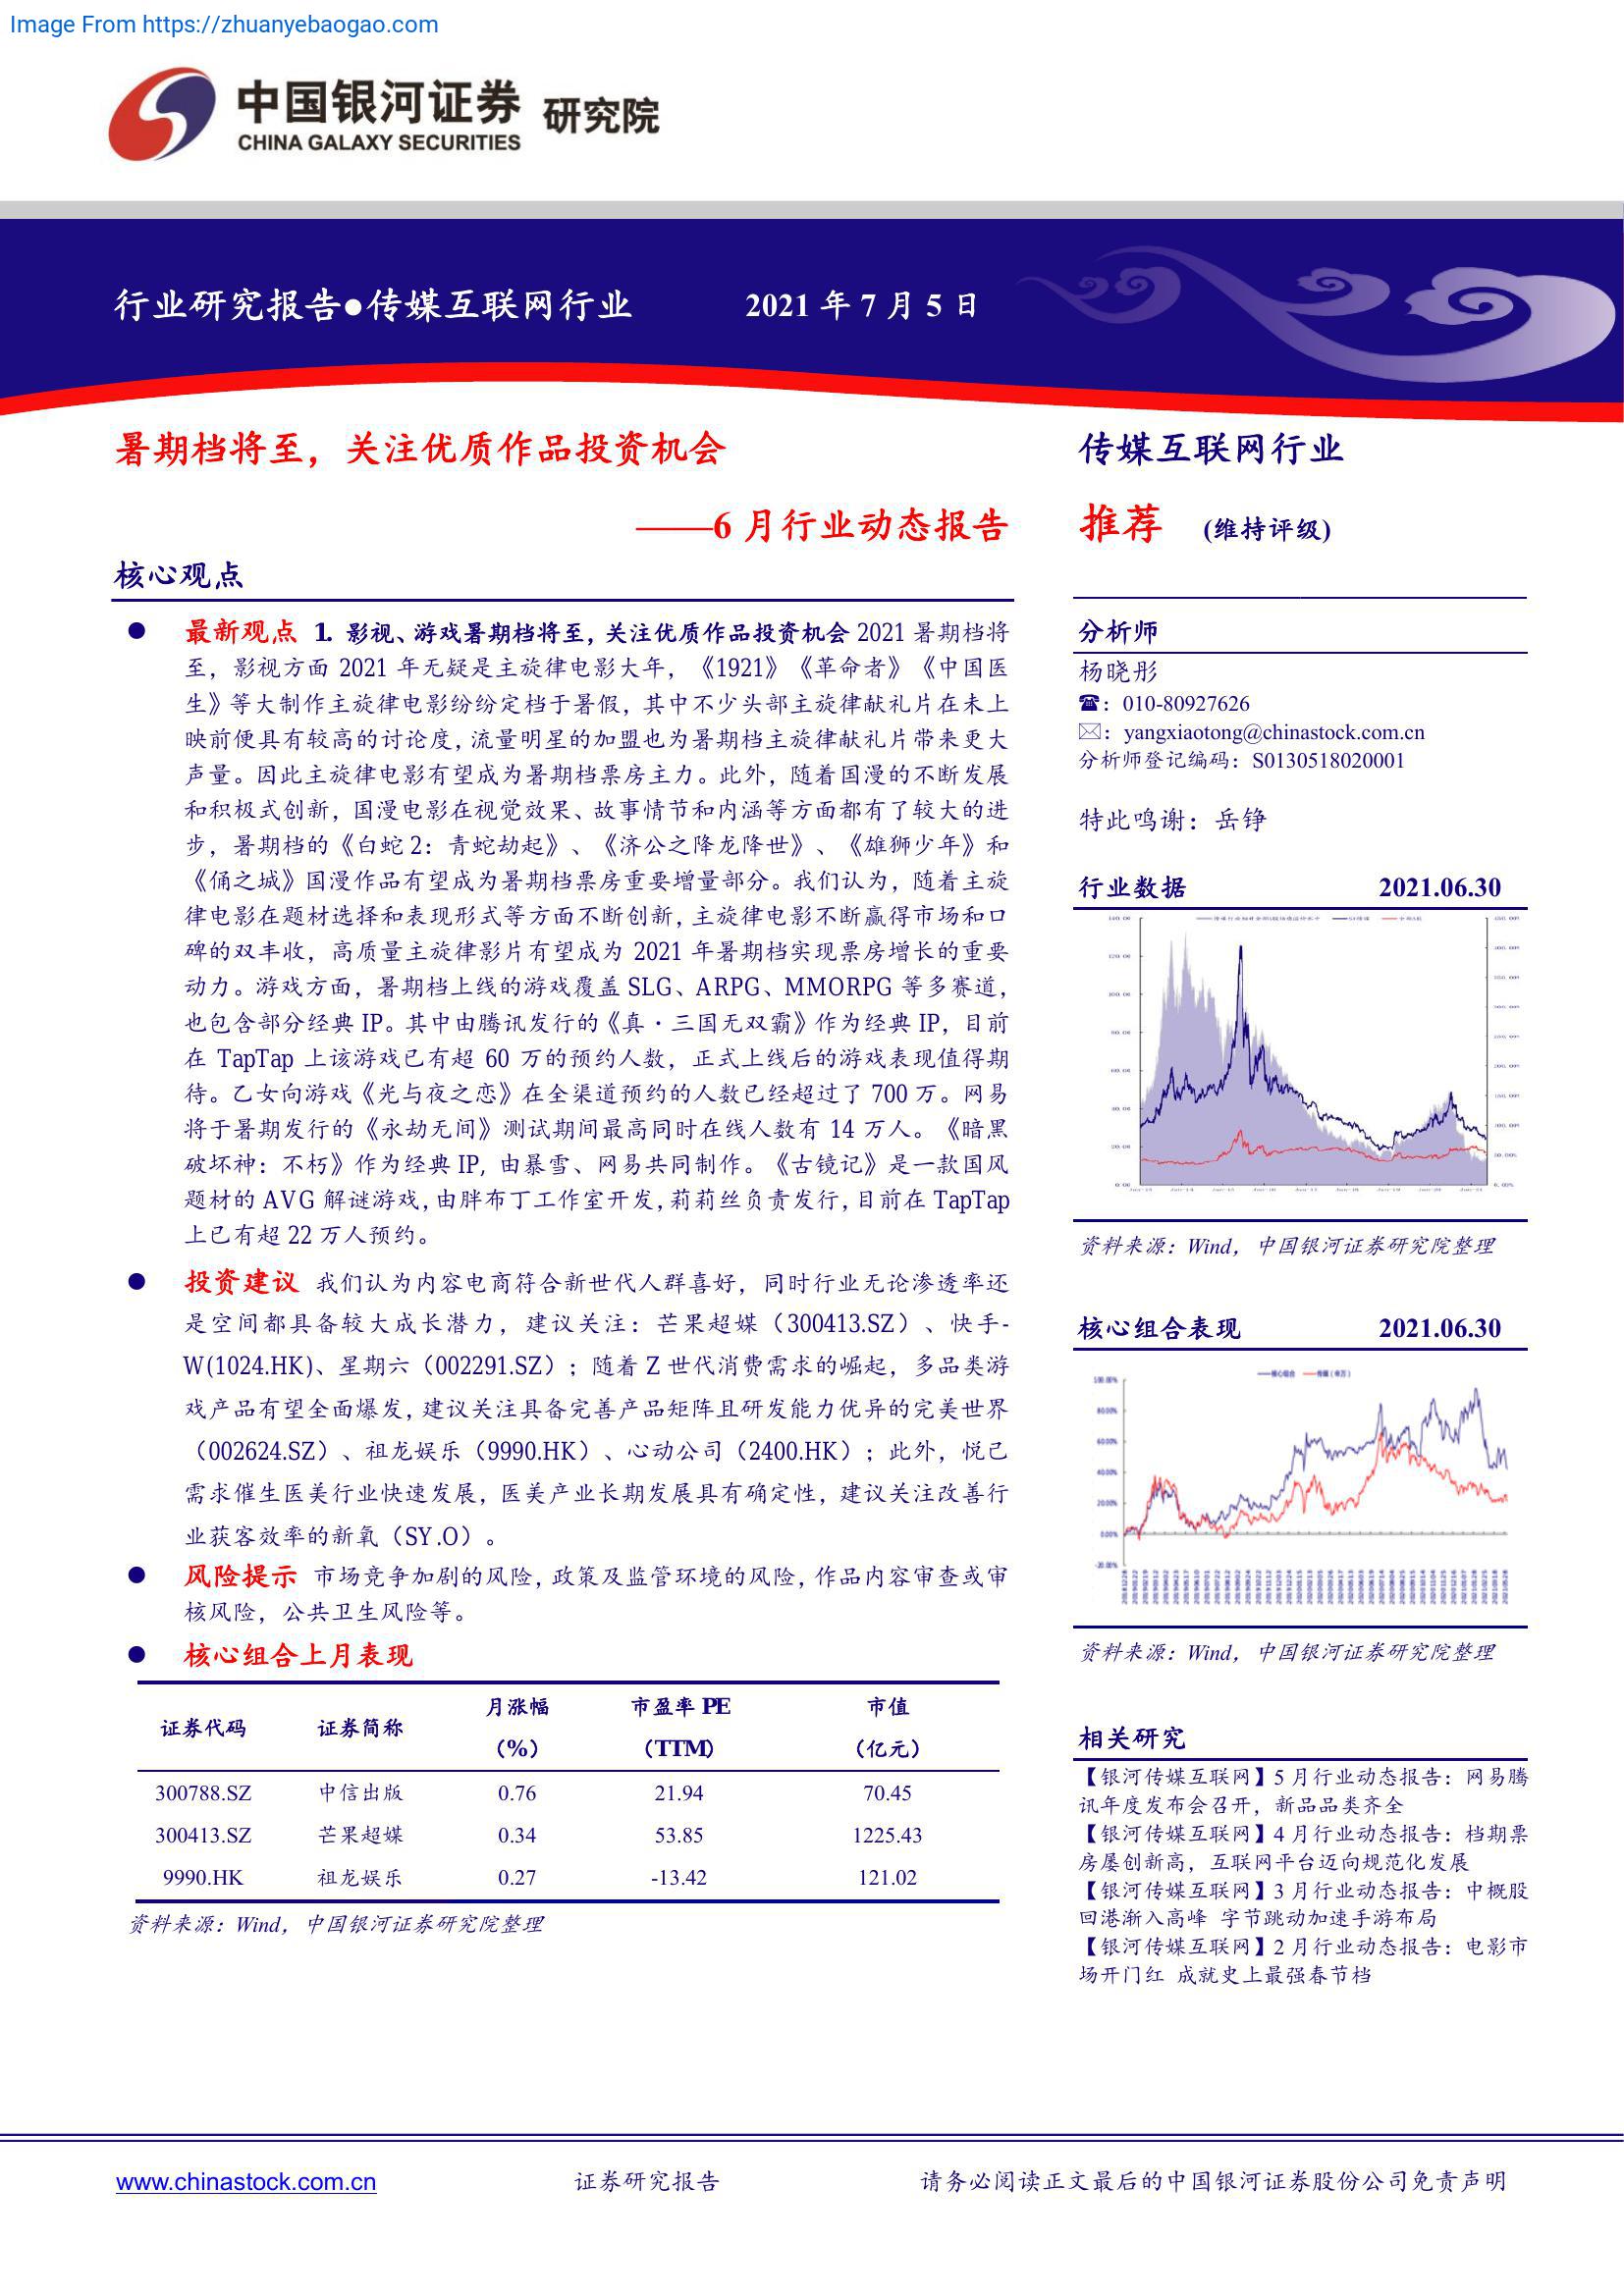 Image From https://zhuanyebaogao.com
中国银河证券 研究院
CHINA GALAXY SECURITIES
行业研究报告●传媒互联网行业 2021 年 7 月 5 日
暑期档将至，关注优质作品投资机会
——6 月行业动态报告
核心观点
● 最新观点 1. 影视、游戏暑期档将至，关注优质作品投资机会 2021 暑期档将
至，影视方面 2021 年无疑是主旋律电影大年，《1921》《革命者》《中国医
生》等大制作主旋律电影纷纷定档于暑假，其中不少头部主旋律献礼片在未上
映前便具有较高的讨论度，流量明星的加盟也为暑期档主旋律献礼片带来更大
声量。因此主旋律电影有望成为暑期档票房主力。此外，随着国漫的不断发展
和积极式创新，国漫电影在视觉效果、故事情节和内涵等方面都有了较大的进
步，暑期档的《白蛇 2：青蛇劫起》、《济公之降龙降世》、《雄狮少年》和
《俑之城》国漫作品有望成为暑期档票房重要增量部分。我们认为，随着主旋
律电影在题材选择和表现形式等方面不断创新，主旋律电影不断赢得市场和口
碑的双丰收，高质量主旋律影片有望成为 2021 年暑期档实现票房增长的重要
动力。游戏方面，暑期档上线的游戏覆盖 SLG、ARPG、MMORPG 等多赛道，
也包含部分经典 IP。其中由腾讯发行的《真·三国无双霸》作为经典 IP，目前
在 TapTap 上该游戏已有超 60 万的预约人数，正式上线后的游戏表现值得期
待。乙女向游戏《光与夜之恋》在全渠道预约的人数已经超过了 700 万。网易
将于暑期发行的《永劫无间》测试期间最高同时在线人数有 14 万人。《暗黑
破坏神：不朽》作为经典 IP，由暴雪、网易共同制作。《古镜记》是一款国风
题材的 AVG 解谜游戏，由胖布丁工作室开发，莉莉丝负责发行，目前在 TapTap
上已有超 22 万人预约。
● 投资建议 我们认为内容电商符合新世代人群喜好，同时行业无论渗透率还
是空间都具备较大成长潜力，建议关注：芒果超媒（300413.SZ）、快手-
W(1024.HK)、星期六（002291.SZ）；随着 Z 世代消费需求的崛起，多品类游
戏产品有望全面爆发，建议关注具备完善产品矩阵且研发能力优异的完美世界
（002624.SZ）、祖龙娱乐（9990.HK）、心动公司（2400.HK）；此外，悦己
需求催生医美行业快速发展，医美产业长期发展具有确定性，建议关注改善行
业获客效率的新氧（SY.O）。
● 风险提示 市场竞争加剧的风险，政策及监管环境的风险，作品内容审查或审
核风险，公共卫生风险等。
● 核心组合上月表现
证券代码 证券简称 月涨幅（%） 市盈率 PE（TTM） 市值（亿元）
300788.SZ 中信出版 0.76 21.94 70.45
300413.SZ 芒果超媒 0.34 53.85 1225.43
9990.HK 祖龙娱乐 0.27 -13.42 121.02
资料来源：Wind，中国银河证券研究院整理
传媒互联网行业
推荐 (维持评级)
分析师
杨晓彤
☎：010-80927626
✉：yangxiaotong@chinastock.com.cn
分析师登记编码：S0130518020001
特此鸣谢：岳铮
行业数据 2021.06.30
资料来源：Wind，中国银河证券研究院整理
核心组合表现 2021.06.30
核心组合 传媒（申万）
100.00%
80.00%
60.00%
40.00%
20.00%
0.00%
-20.00%
资料来源：Wind，中国银河证券研究院整理
相关研究
【银河传媒互联网】5 月行业动态报告：网易腾
讯年度发布会召开，新品品类齐全
【银河传媒互联网】4 月行业动态报告：档期票
房屡创新高，互联网平台迈向规范化发展
【银河传媒互联网】3 月行业动态报告：中概股
回港渐入高峰 字节跳动加速手游布局
【银河传媒互联网】2 月行业动态报告：电影市
场开门红 成就史上最强春节档
www.chinastock.com.cn 证券研究报告 请务必阅读正文最后的中国银河证券股份公司免责声明